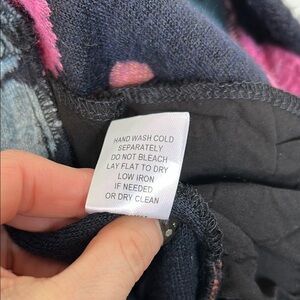 HAND WASH COLD
SEPARATELY
DO NOT BLEACH
LAY FLAT TO DRY
LOW IRON
IF NEEDED
OR DRY CLEAN